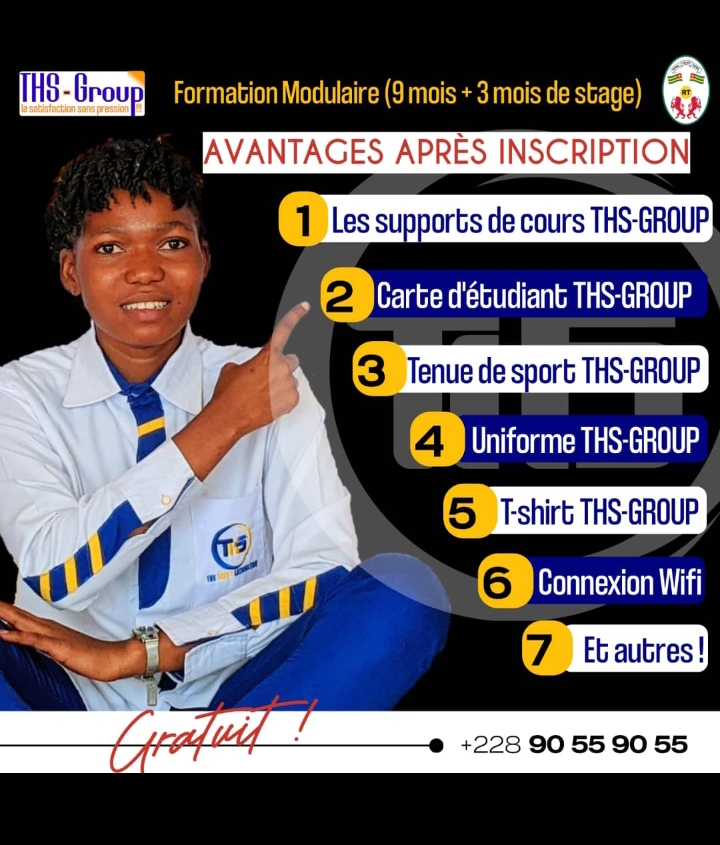 THS-Group
la satisfaction sans pression !!!
Formation Modulaire (9 mois + 3 mois de stage)
RT
AVANTAGES APRÈS INSCRIPTION
1 Les supports de cours THS-GROUP
2 Carte d'étudiant THS-GROUP
3 Tenue de sport THS-GROUP
4 Uniforme THS-GROUP
5 T-shirt THS-GROUP
6 Connexion Wifi
7 Et autres !
THS
Gratuit !
+228 90 55 90 55